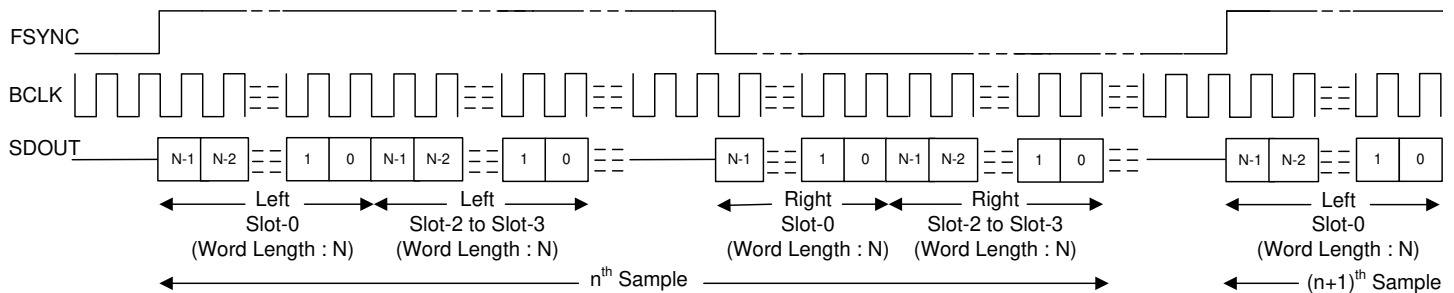 FSYNC
BCLK
SDOUT
N-1 N-2 1 0 N-1 N-2 1 0 N-1 1 0 N-1 N-2 1 0 N-1 N-2 1 0
Left Left Right Right Left
Slot-0 Slot-2 to Slot-3 Slot-0 Slot-2 to Slot-3 Slot-0
(Word Length : N) (Word Length : N) (Word Length : N) (Word Length : N) (Word Length : N)
nth Sample (n+1)th Sample